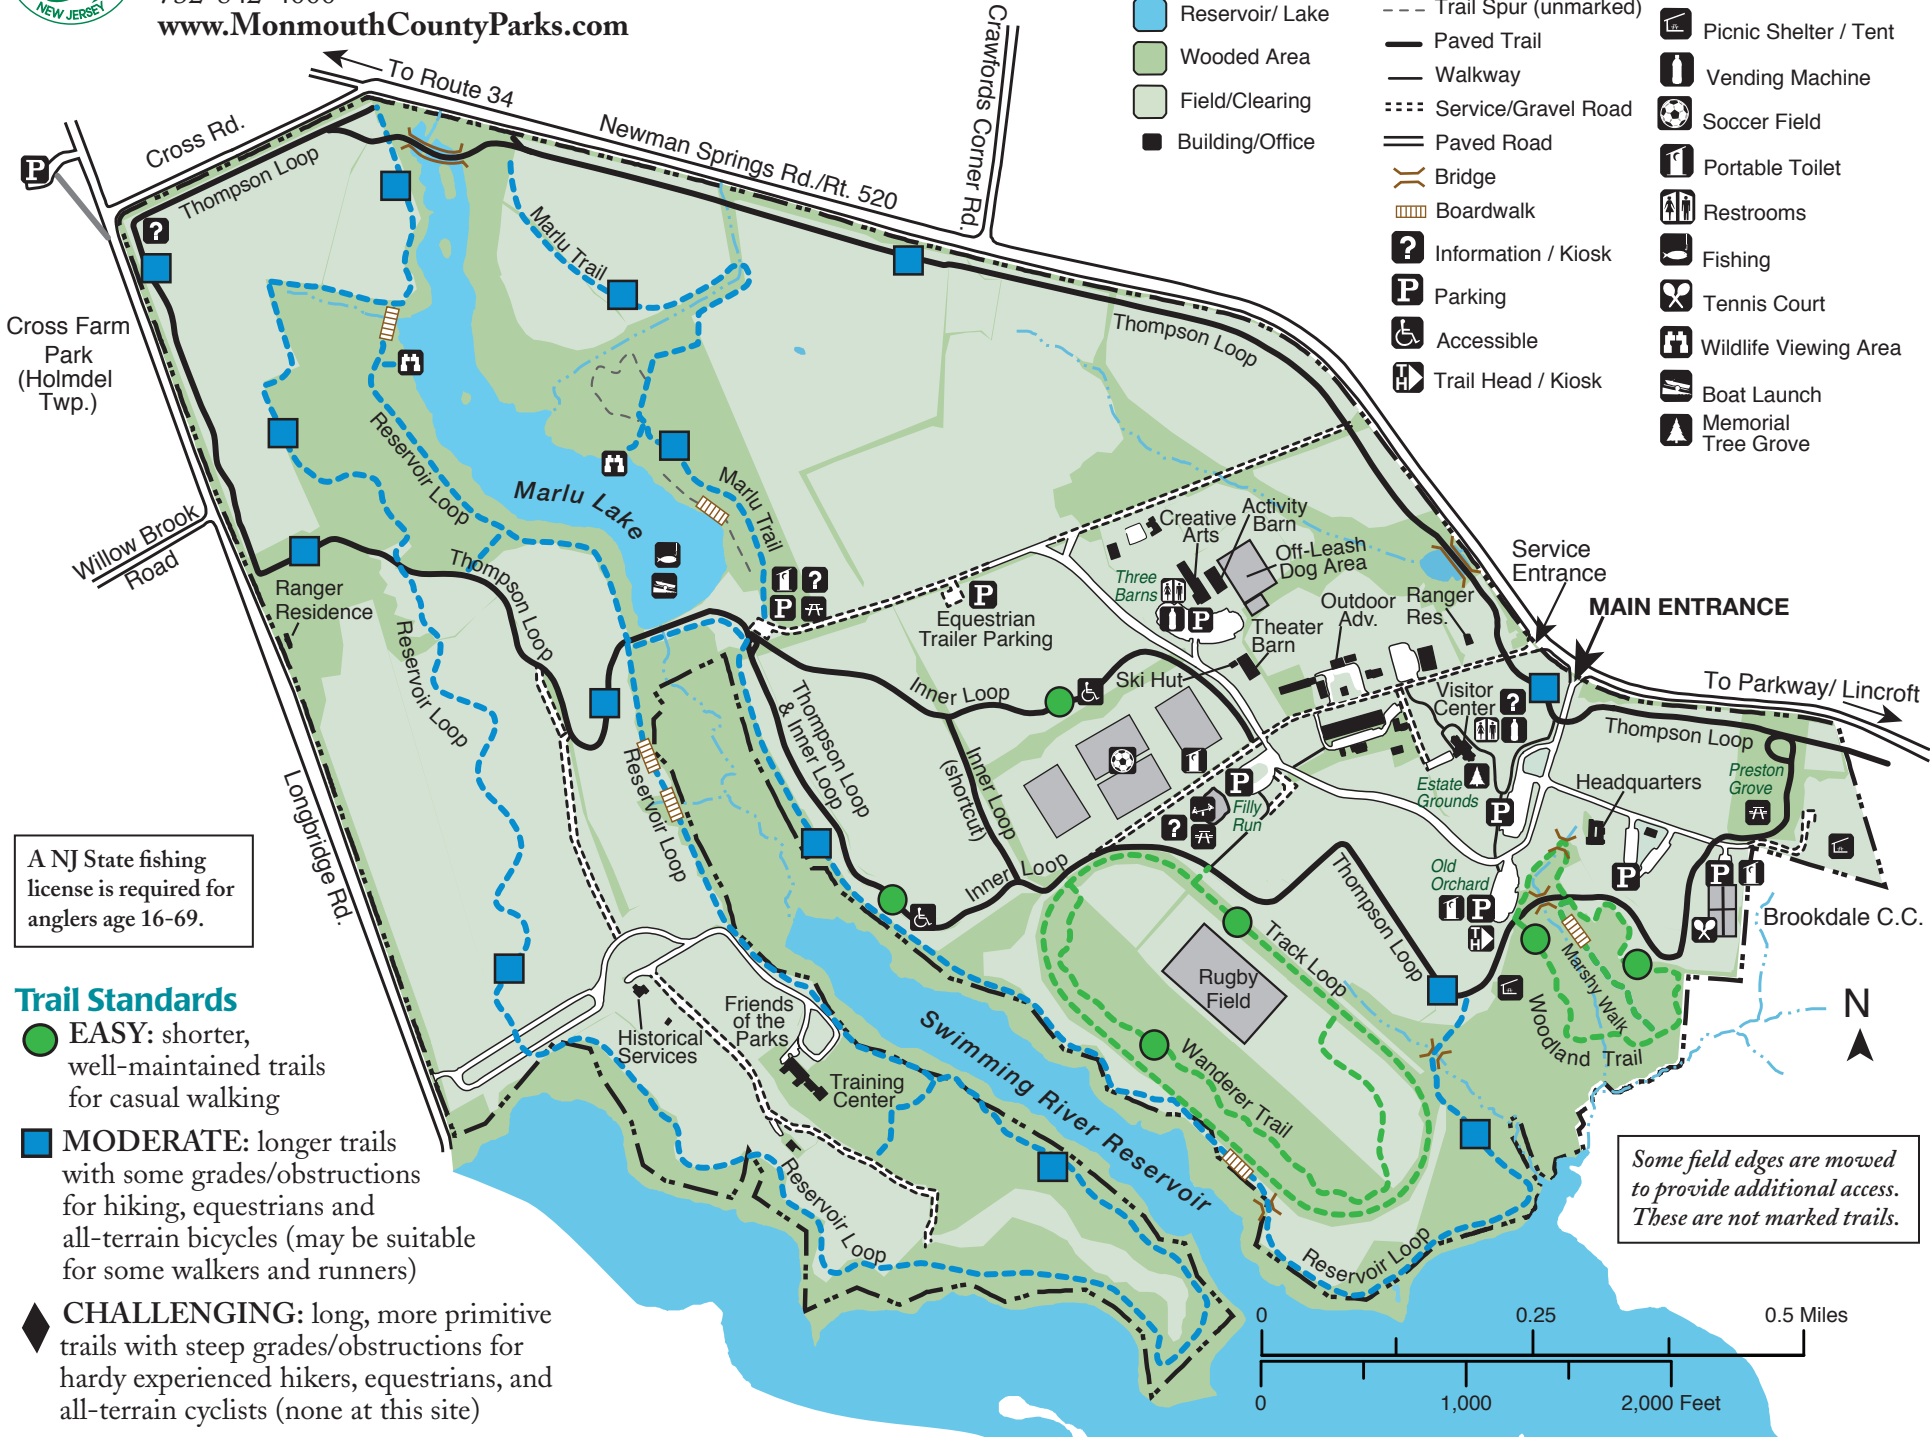 NEW JERSEY
www.MonmouthCountyParks.com
Reservoir/ Lake
Wooded Area
Field/Clearing
Building/Office
Trail Spur (unmarked)
Paved Trail
Walkway
Service/Gravel Road
Paved Road
Bridge
Boardwalk
? Information / Kiosk
P Parking
Accessible
TH Trail Head / Kiosk
Picnic Shelter / Tent
Vending Machine
Soccer Field
Portable Toilet
Restrooms
Fishing
Tennis Court
Wildlife Viewing Area
Boat Launch
Memorial
Tree Grove
To Route 34
Cross Rd.
Thompson Loop
Newman Springs Rd./Rt. 520
Crawfords Corner Rd.
P
?
Marlu Trail
Thompson Loop
Cross Farm
Park
(Holmdel
Twp.)
Reservoir Loop
Marlu Lake
Marlu Trail
Willow Brook
Road
Thompson Loop
Ranger
Residence
Reservoir Loop
?
P
P
Equestrian
Trailer Parking
Creative
Arts
Activity
Barn
Off-Leash
Dog Area
Three
Barns
P
Outdoor
Adv.
Ranger
Res.
Theater
Barn
Ski Hut
Service
Entrance
MAIN ENTRANCE
To Parkway/ Lincroft
Inner Loop
Visitor
Center
?
Thompson Loop
Thompson Loop
& Inner Loop
Inner Loop
(shortcut)
Reservoir Loop
Longbridge Rd.
P
Filly
Run
?
Estate
Grounds
P
Headquarters
Preston
Grove
Inner Loop
Thompson Loop
Old
Orchard
P
TH
P
P
Brookdale C.C.
A NJ State fishing
license is required for
anglers age 16-69.
Rugby
Field
Track Loop
Marshy Walk
Woodland Trail
Wanderer Trail
N
Historical
Services
Friends
of the
Parks
Training
Center
Swimming River Reservoir
Reservoir Loop
Reservoir Loop
Trail Standards
EASY: shorter,
well-maintained trails
for casual walking
MODERATE: longer trails
with some grades/obstructions
for hiking, equestrians and
all-terrain bicycles (may be suitable
for some walkers and runners)
CHALLENGING: long, more primitive
trails with steep grades/obstructions for
hardy experienced hikers, equestrians, and
all-terrain cyclists (none at this site)
Some field edges are mowed
to provide additional access.
These are not marked trails.
0 0.25 0.5 Miles
0 1,000 2,000 Feet